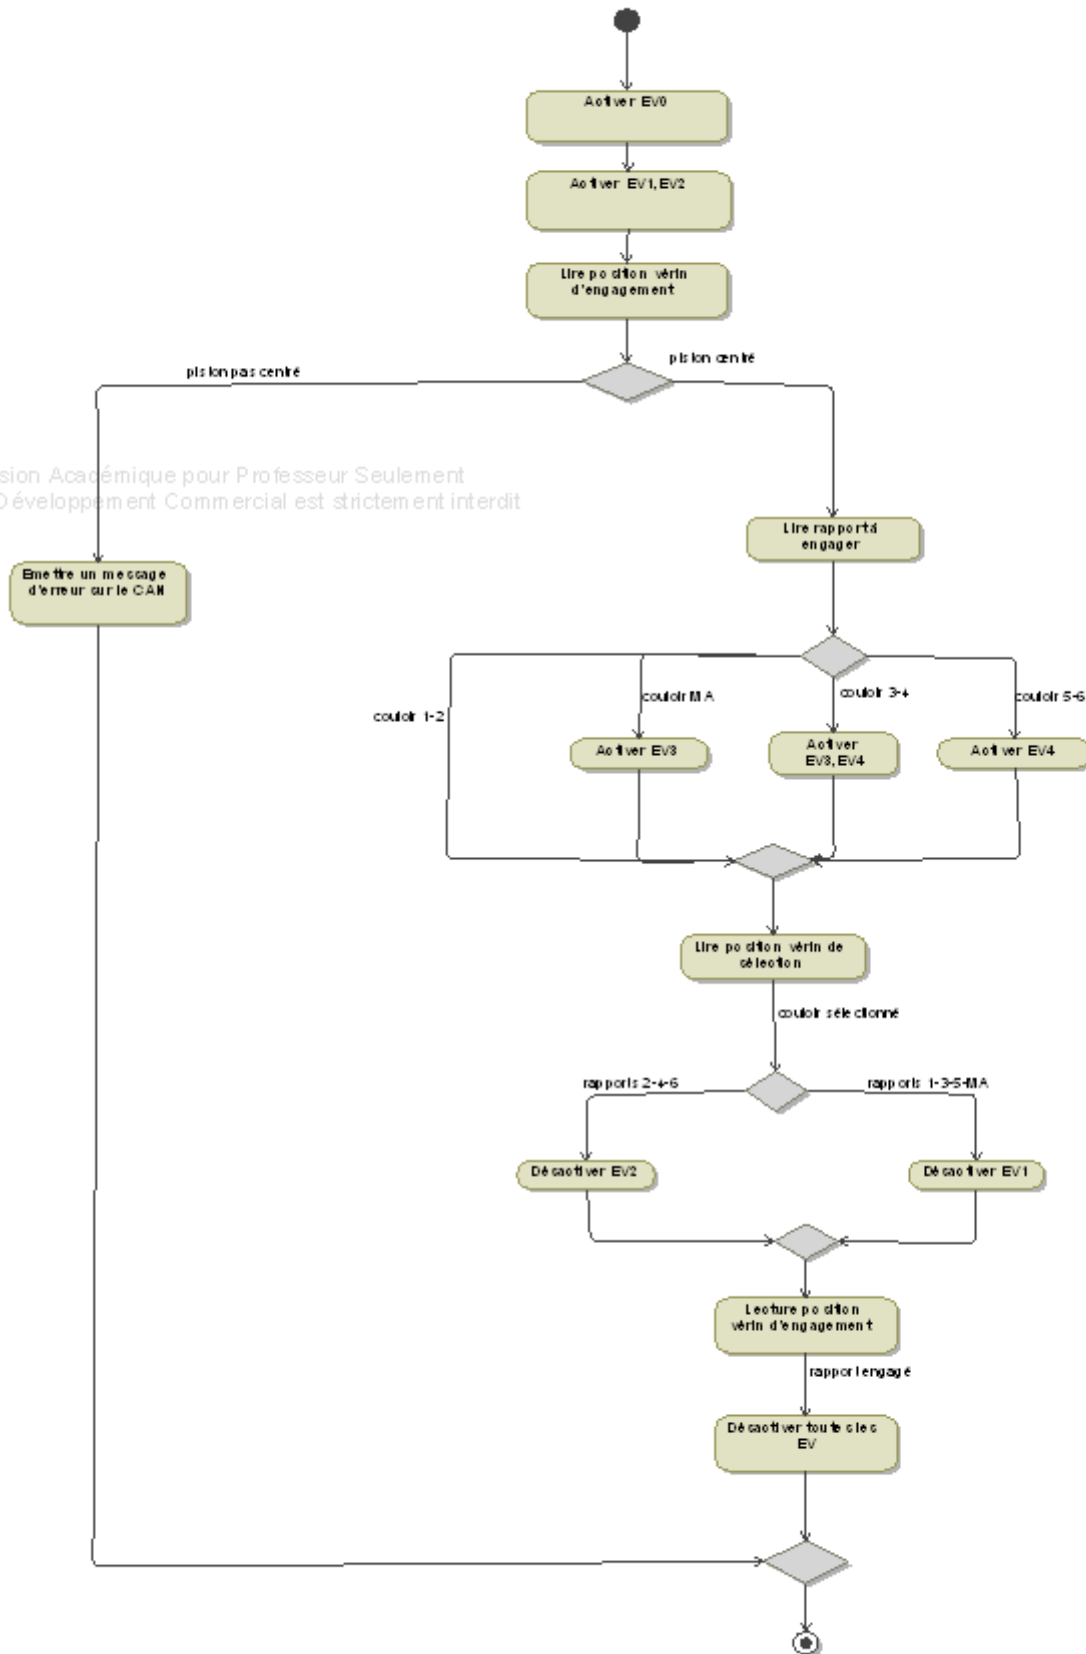 Activer EV0
Activer EV1,EV2
Lire position vérin
d'engagement
piston pas centré
piston centré
sion Académique pour Professeur Seulement
Développement Commercial est strictement interdit
Lire rapport à
engager
Emettre un message
d'erreur sur le CAN
couloir 1-2
couloir MA
couloir 3-4
couloir 5-6
Activer EV3
Activer
EV3,EV4
Activer EV4
Lire position vérin de
sélection
couloir sélectionné
rapports 2-4-6
rapports 1-3-5-MA
Désactiver EV2
Désactiver EV1
Lecture position
vérin d'engagement
rapport engagé
Désactiver toutes les
EV